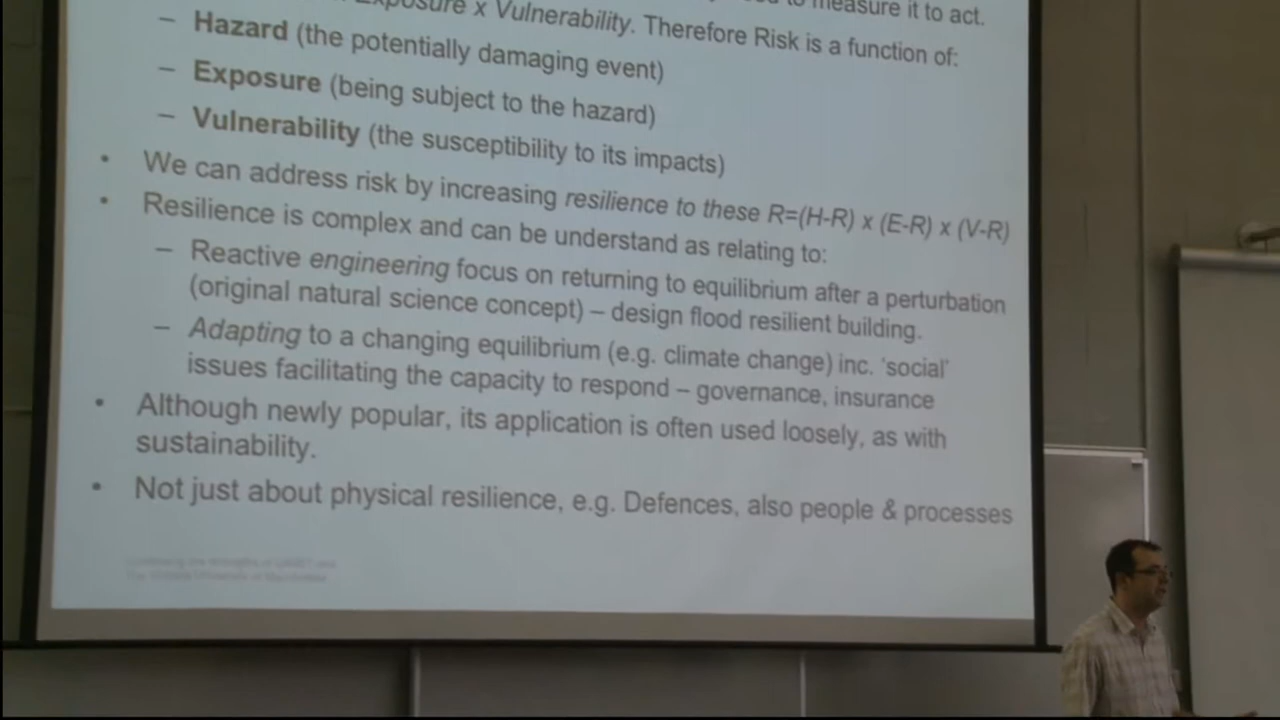 measure it to act.
Exposure x Vulnerability. Therefore Risk is a function of:
– Hazard (the potentially damaging event)
– Exposure (being subject to the hazard)
– Vulnerability (the susceptibility to its impacts)
• We can address risk by increasing resilience to these R=(H-R) x (E-R) x (V-R)
• Resilience is complex and can be understand as relating to:
– Reactive engineering focus on returning to equilibrium after a perturbation
(original natural science concept) – design flood resilient building.
– Adapting to a changing equilibrium (e.g. climate change) inc. 'social'
issues facilitating the capacity to respond – governance, insurance
• Although newly popular, its application is often used loosely, as with
sustainability.
• Not just about physical resilience, e.g. Defences, also people & processes